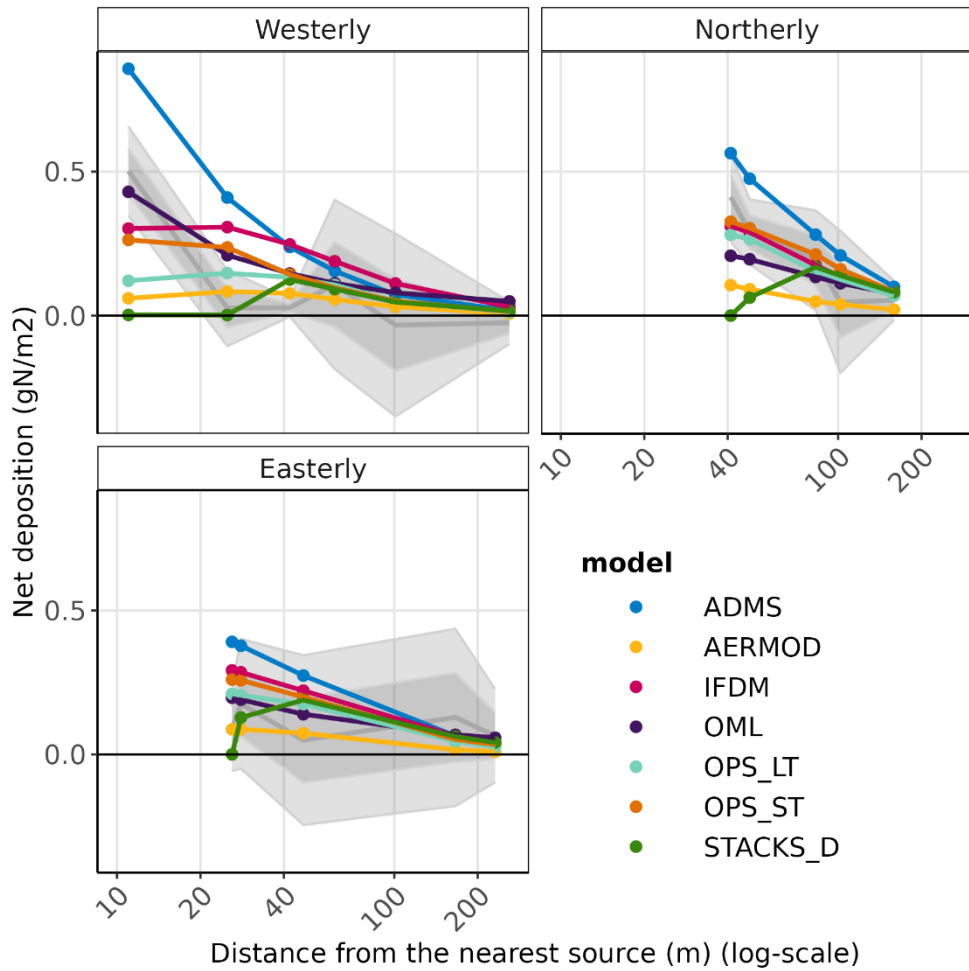 Westerly
Northerly
Net deposition (gN/m2)
0.5
0.0
10 20 40 100 200
Easterly
0.5
0.0
10 20 40 100 200
model
ADMS
AERMOD
IFDM
OML
OPS_LT
OPS_ST
STACKS_D
Distance from the nearest source (m) (log-scale)